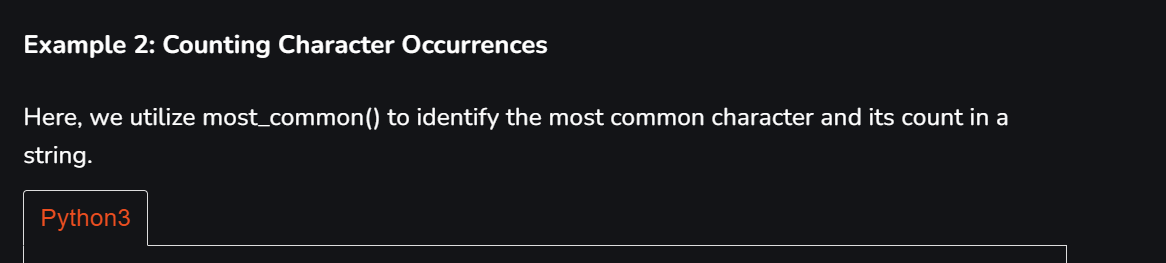 Example 2: Counting Character Occurrences
Here, we utilize most_common() to identify the most common character and its count in a
string.
Python3